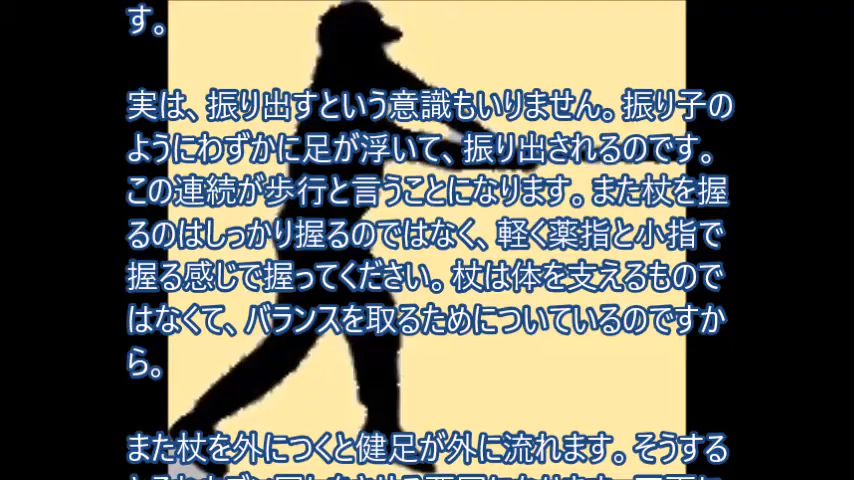 す。
実は、振り出すという意識もいりません。振り子の
ようにわずかに足が浮いて、振り出されるのです。
この連続が歩行と言うことになります。また杖を握
るのはしっかり握るのではなく、軽く薬指と小指で
握る感じで握ってください。杖は体を支えるもので
はなくて、バランスを取るためについているのですか
ら。
また杖を外につくと健足が外に流れます。そうする